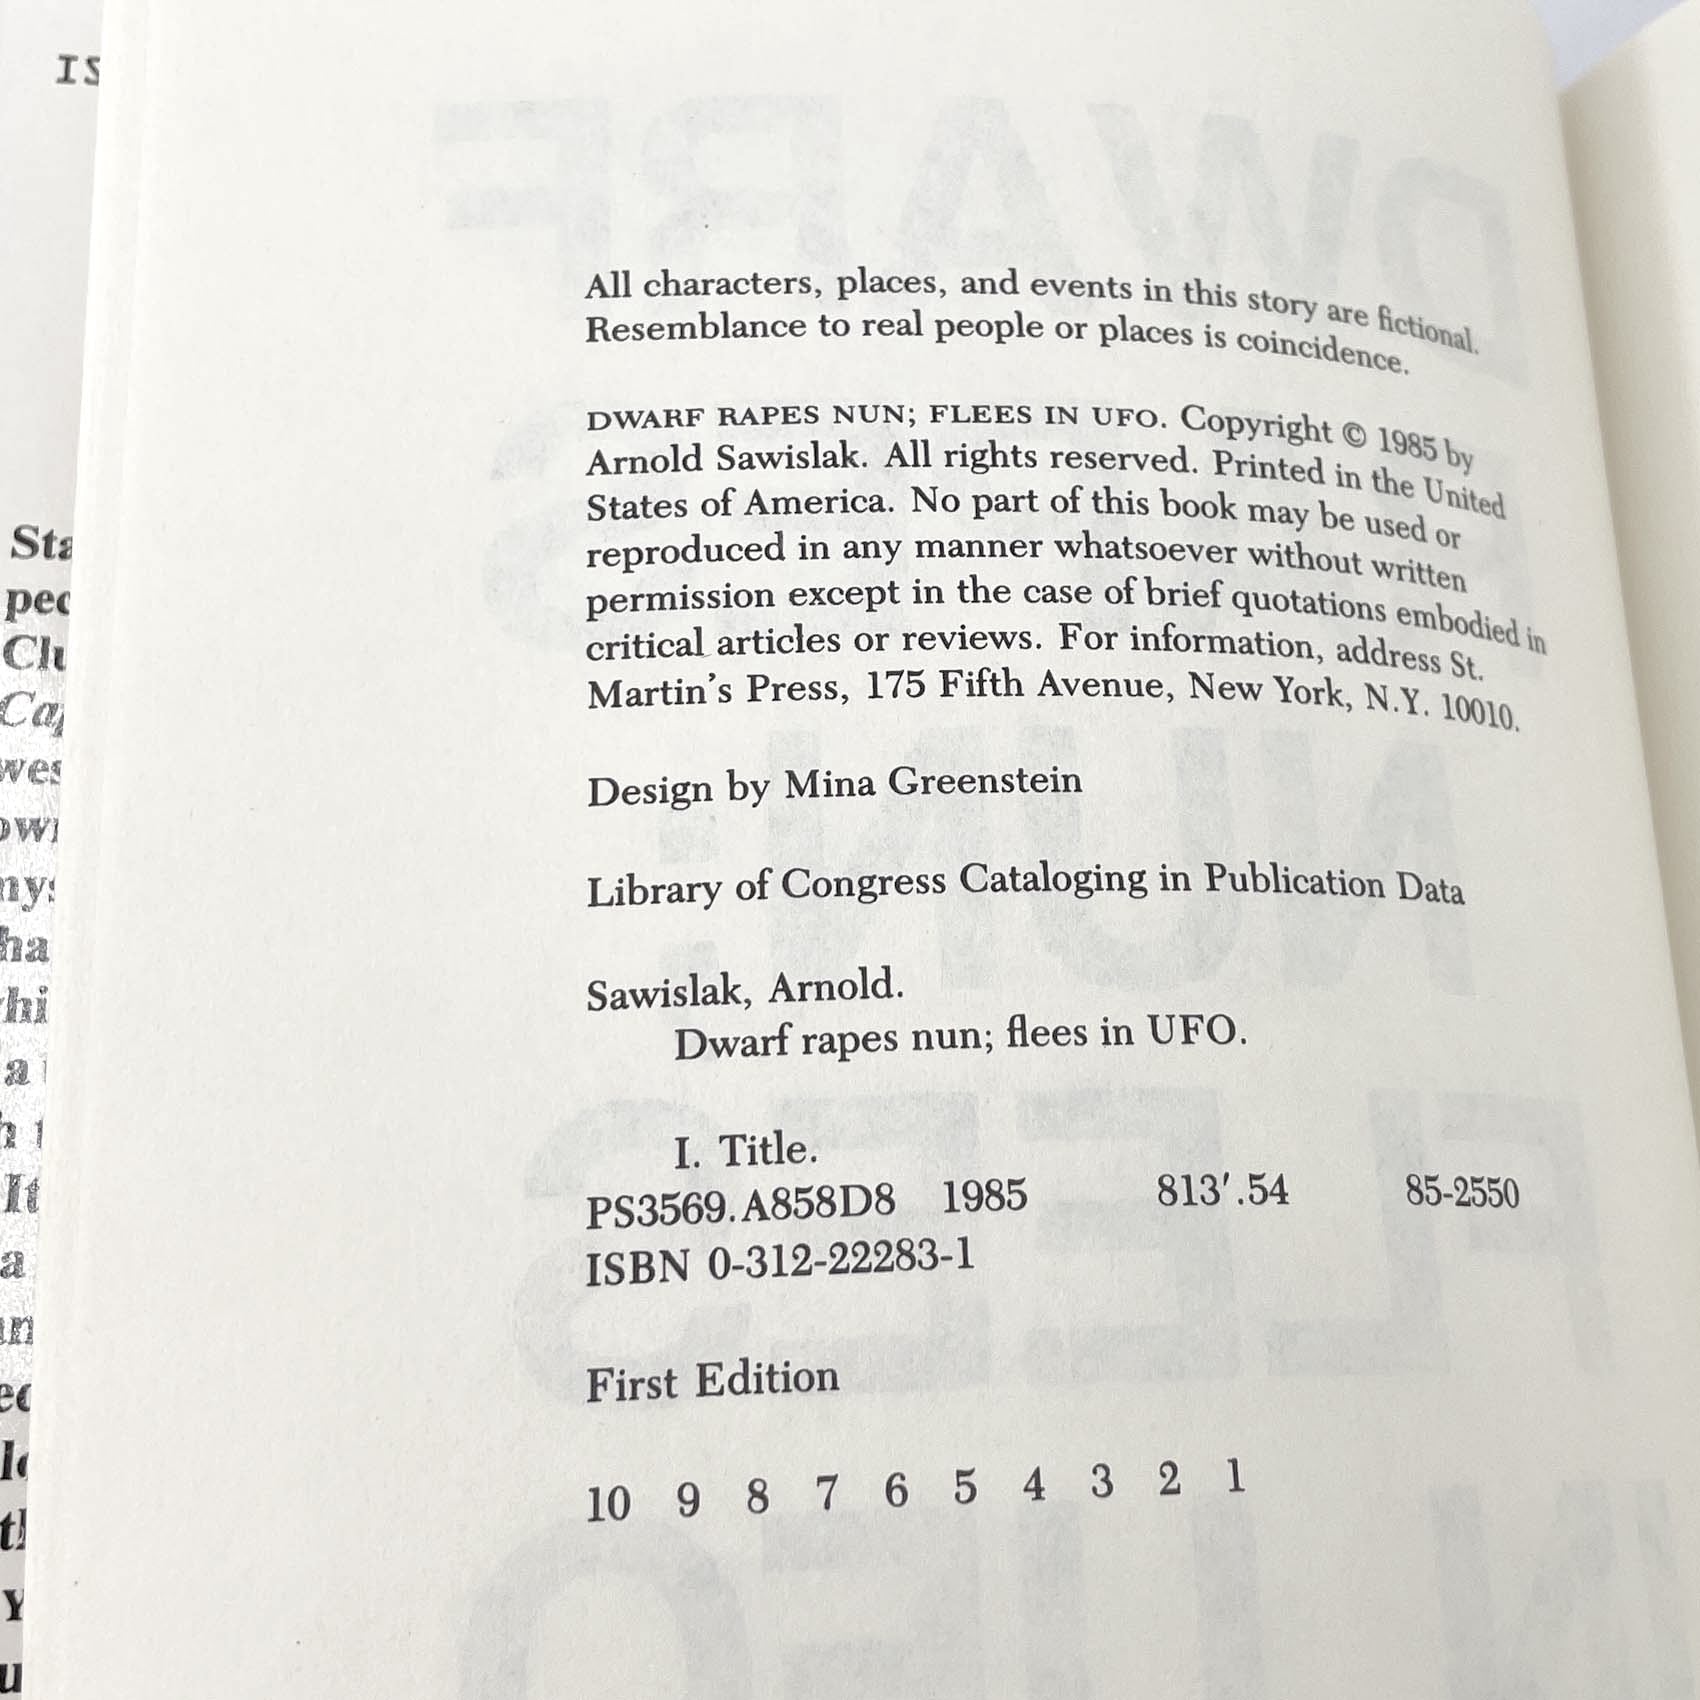 All characters, places, and events in this story are fictional.
Resemblance to real people or places is coincidence.
DWARF RAPES NUN; FLEES IN UFO. Copyright © 1985 by
Arnold Sawislak. All rights reserved. Printed in the United
States of America. No part of this book may be used or
reproduced in any manner whatsoever without written
permission except in the case of brief quotations embodied in
critical articles or reviews. For information, address St.
Martin's Press, 175 Fifth Avenue, New York, N.Y. 10010.
Design by Mina Greenstein
Library of Congress Cataloging in Publication Data
Sawislak, Arnold.
Dwarf rapes nun; flees in UFO.
I. Title.
PS3569.A858D8 1985 813'.54 85-2550
ISBN 0-312-22283-1
First Edition
10 9 8 7 6 5 4 3 2 1